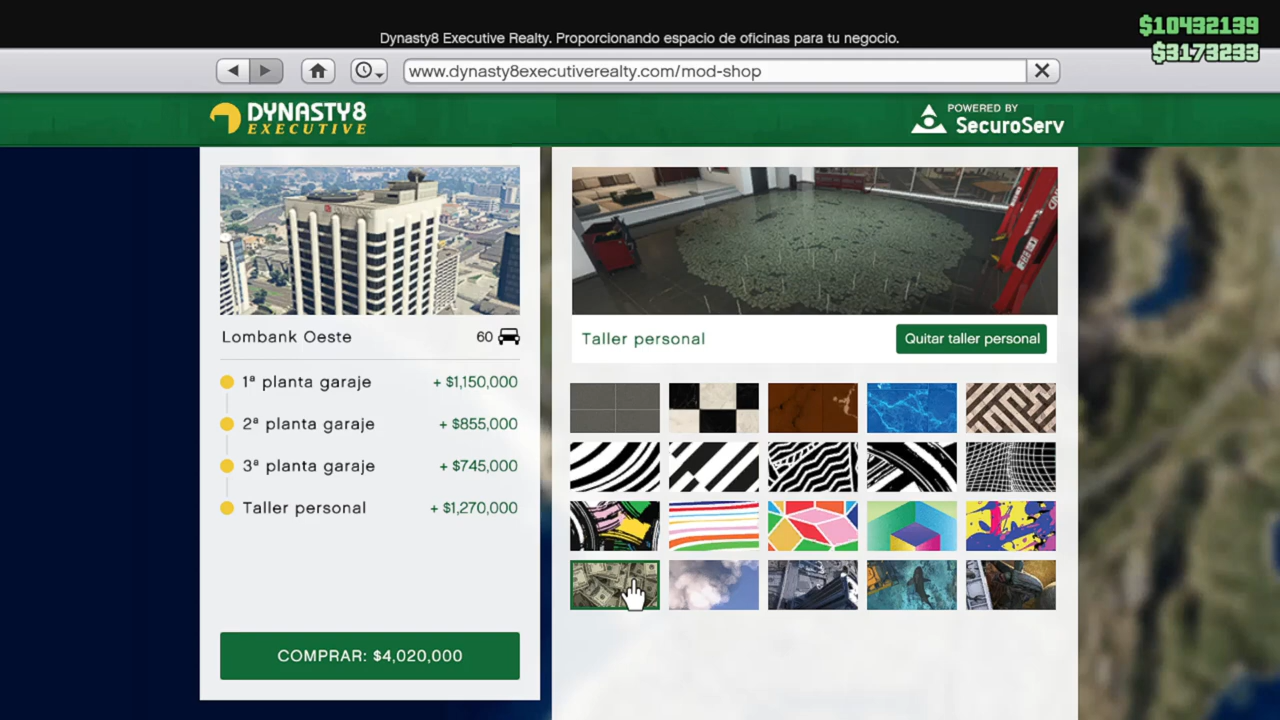 $10432139
$3173233
Dynasty8 Executive Realty. Proporcionando espacio de oficinas para tu negocio.
www.dynasty8executiverealty.com/mod-shop
DYNASTY8
EXECUTIVE
POWERED BY
SecuroServ
Lombank Oeste
60
1ª planta garaje + $1,150,000
2ª planta garaje + $855,000
3ª planta garaje + $745,000
Taller personal + $1,270,000
COMPRAR: $4,020,000
Taller personal
Quitar taller personal